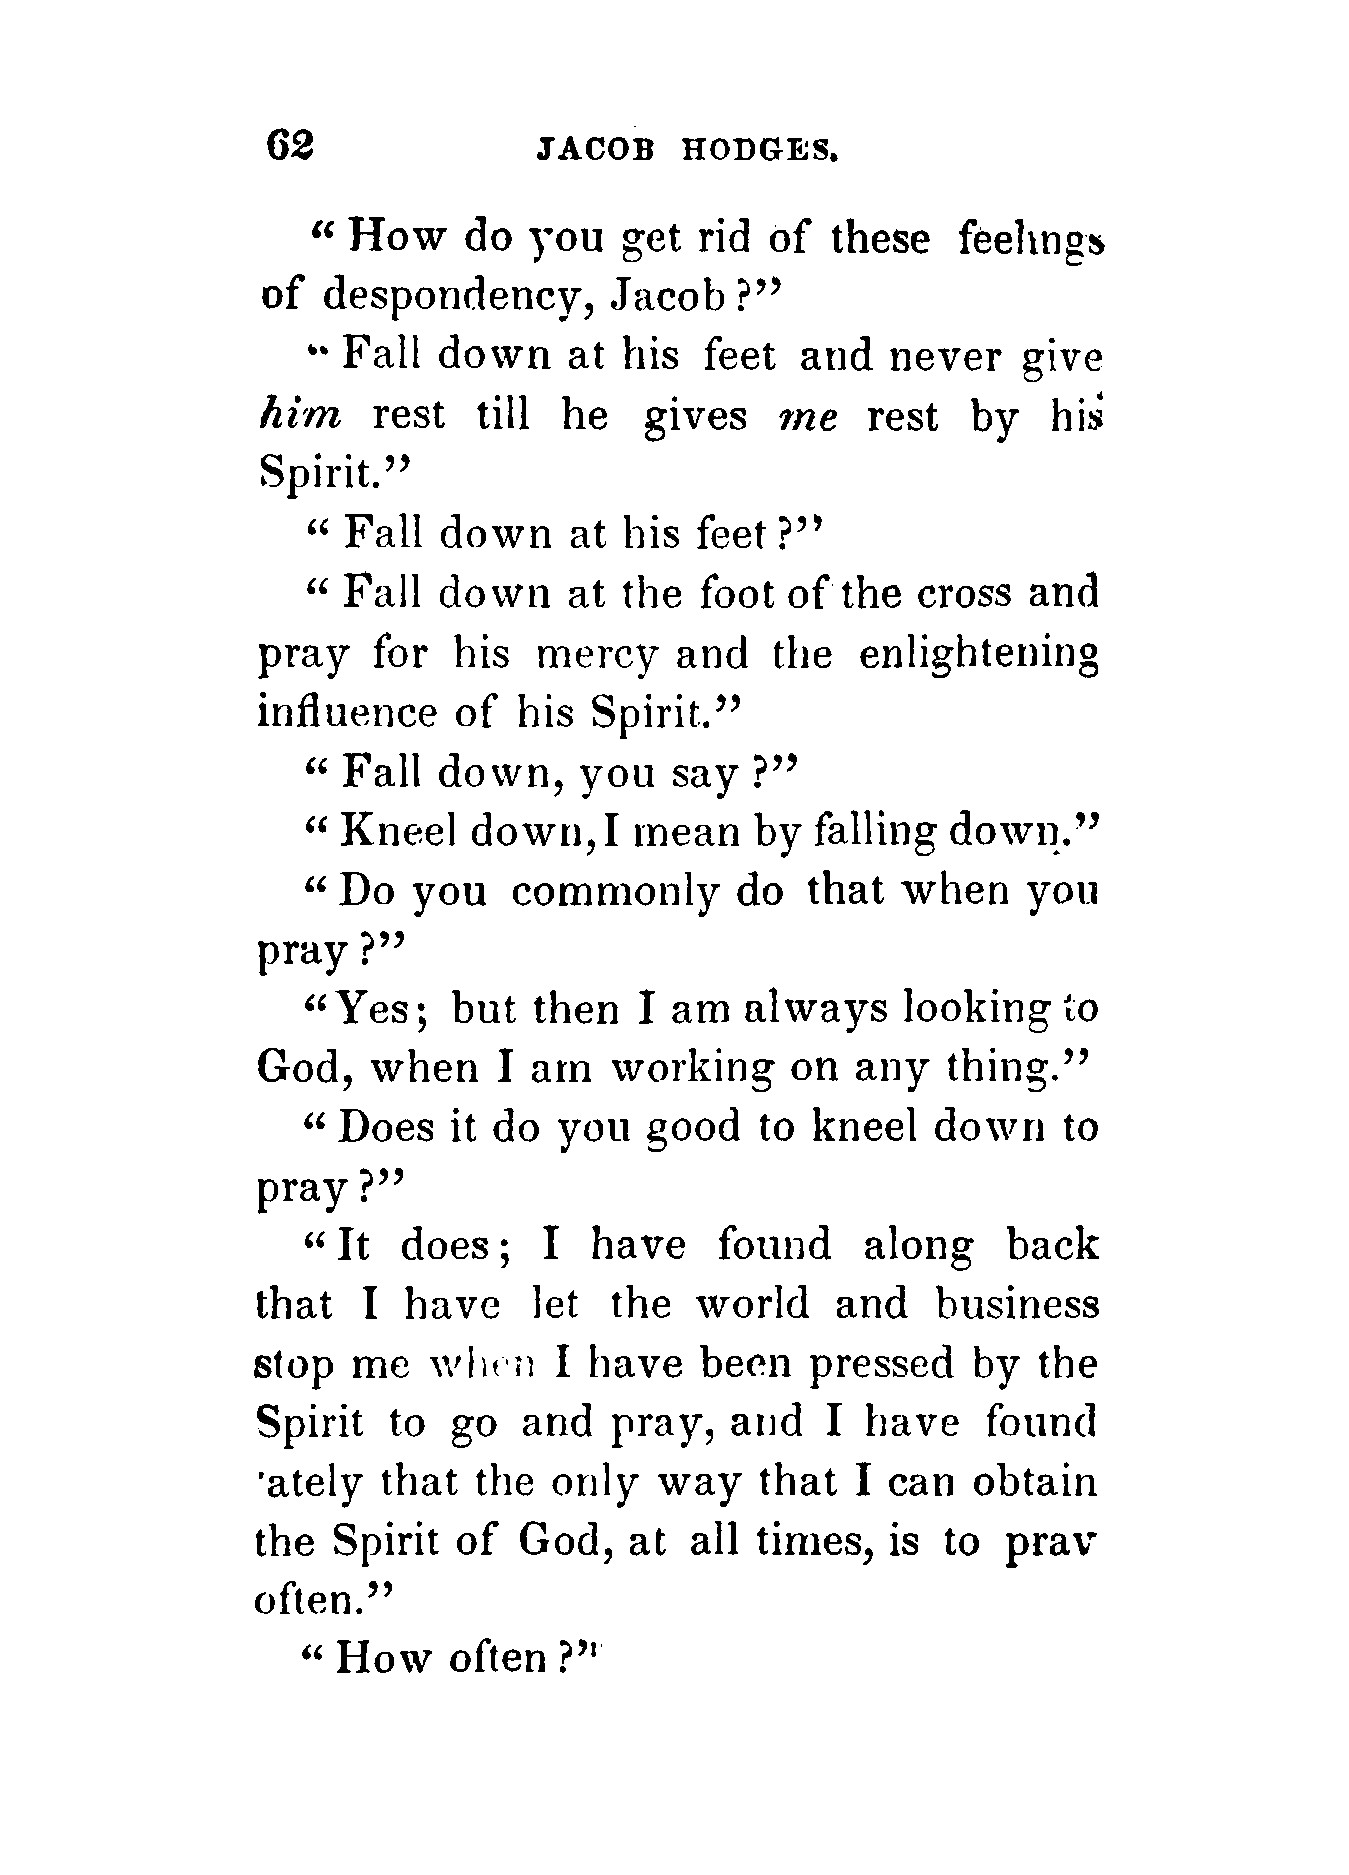 62 JACOB HODGES.
“ How do you get rid of these feelings
of despondency, Jacob ?”
“ Fall down at his feet and never give
him rest till he gives me rest by his
Spirit.”
“ Fall down at his feet ?”
“ Fall down at the foot of the cross and
pray for his mercy and the enlightening
influence of his Spirit.”
“ Fall down, you say ?”
“ Kneel down, I mean by falling down.”
“ Do you commonly do that when you
pray ?”
“ Yes; but then I am always looking to
God, when I am working on any thing.”
“ Does it do you good to kneel down to
pray ?”
“ It does; I have found along back
that I have let the world and business
stop me when I have been pressed by the
Spirit to go and pray, and I have found
'ately that the only way that I can obtain
the Spirit of God, at all times, is to pray
often.”
“ How often ?”